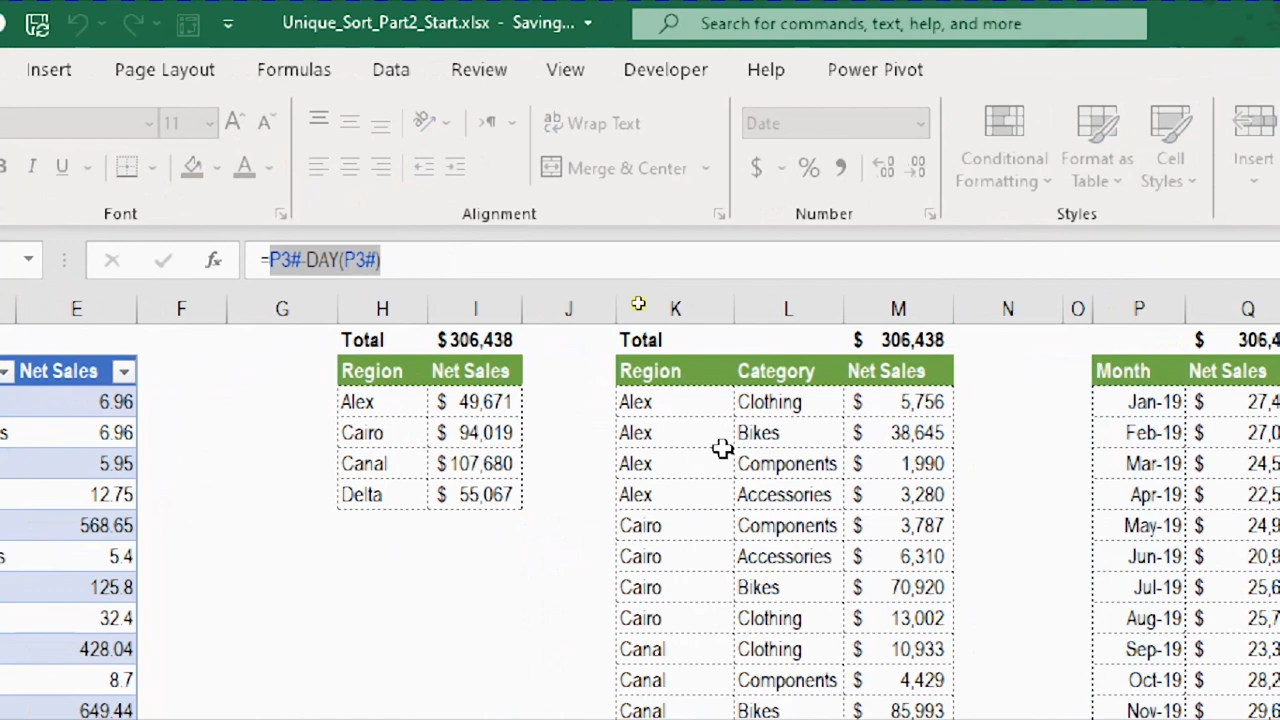 Unique_Sort_Part2_Start.xlsx - Saving...
Search for commands, text, help, and more
Insert Page Layout Formulas Data Review View Developer Help Power Pivot
11 A A ab Wrap Text Date
B I U A Merge & Center $ % Conditional Formatting Format as Table Cell Styles Insert
Font Alignment Number Styles
fx =P3#-DAY(P3#)
E F G H I J K L M N O P Q
Total $ 306,438 Total $ 306,438 $
Net Sales Region Net Sales Region Category Net Sales Month Net Sales
6.96 Alex $ 49,671 Alex Clothing $ 5,756 Jan-19 $
6.96 Cairo $ 94,019 Alex Bikes $ 38,645 Feb-19 $
5.95 Canal $ 107,680 Alex Components $ 1,990 Mar-19 $
12.75 Delta $ 55,067 Alex Accessories $ 3,280 Apr-19 $
568.65 Cairo Components $ 3,787 May-19 $
5.4 Cairo Accessories $ 6,310 Jun-19 $
125.8 Cairo Bikes $ 70,920 Jul-19 $
32.4 Cairo Clothing $ 13,002 Aug-19 $
428.04 Canal Clothing $ 10,933 Sep-19 $
8.7 Canal Components $ 4,429 Oct-19 $
649.44 Canal Bikes $ 85,993 Nov-19 $